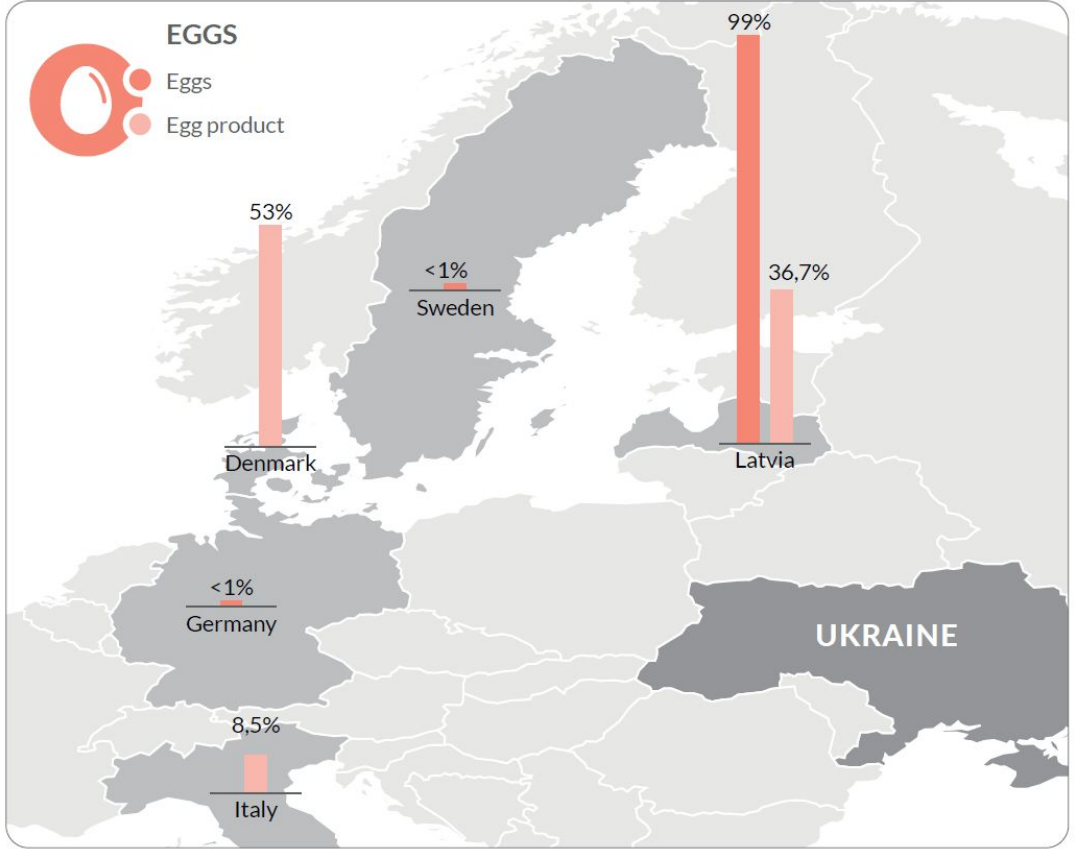 EGGS
Eggs
Egg product
99%
53%
<1%
Sweden
36,7%
Denmark
Latvia
<1%
Germany
UKRAINE
8,5%
Italy